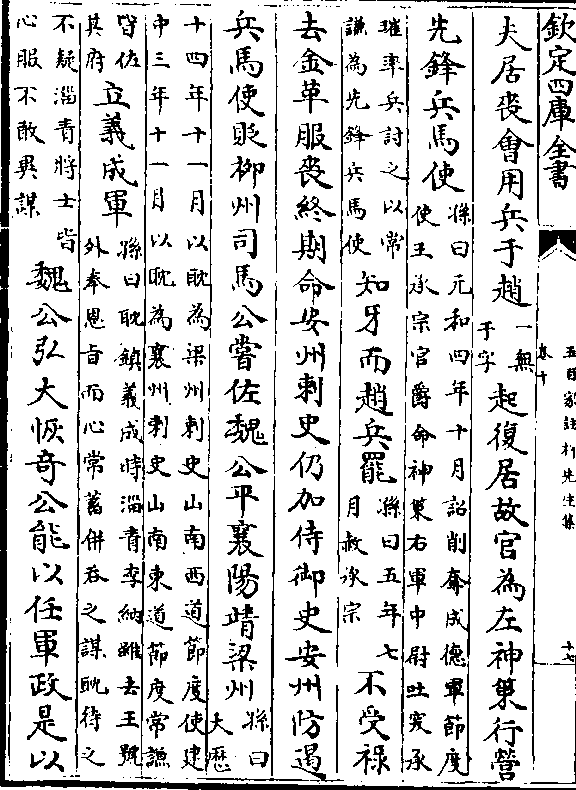 欽定四庫全書
五百家註柳先生集
卷十
十七
夫居喪會用兵于趙
一無
于字
起復居故官為左神策行營
先鋒兵馬使
孫曰元和四年十月詔削奪成德軍節度
使王承宗官爵命神策右軍中尉吐突承
璀率兵討之以常
謙為先鋒兵馬使
知牙而趙兵罷
孫曰五年七
月赦承宗
不受祿
去金革服喪終期命安州刺史仍加侍御史安州防遏
兵馬使貶柳州司馬公嘗佐魏公平襄陽靖梁州
孫曰
大歷
十四年十一月以耽為梁州刺史山南西道節度使建
中三年十一月以耽為襄州刺史山南東道節度常謙
皆佐
其府
立義成軍
孫曰耽鎮義成時淄青李納雖去王號
外奉恩旨而心常蓄併吞之謀耽待之
不疑淄青將士皆
心服不敢異謀
魏公弘大恢奇公能以任軍政是以